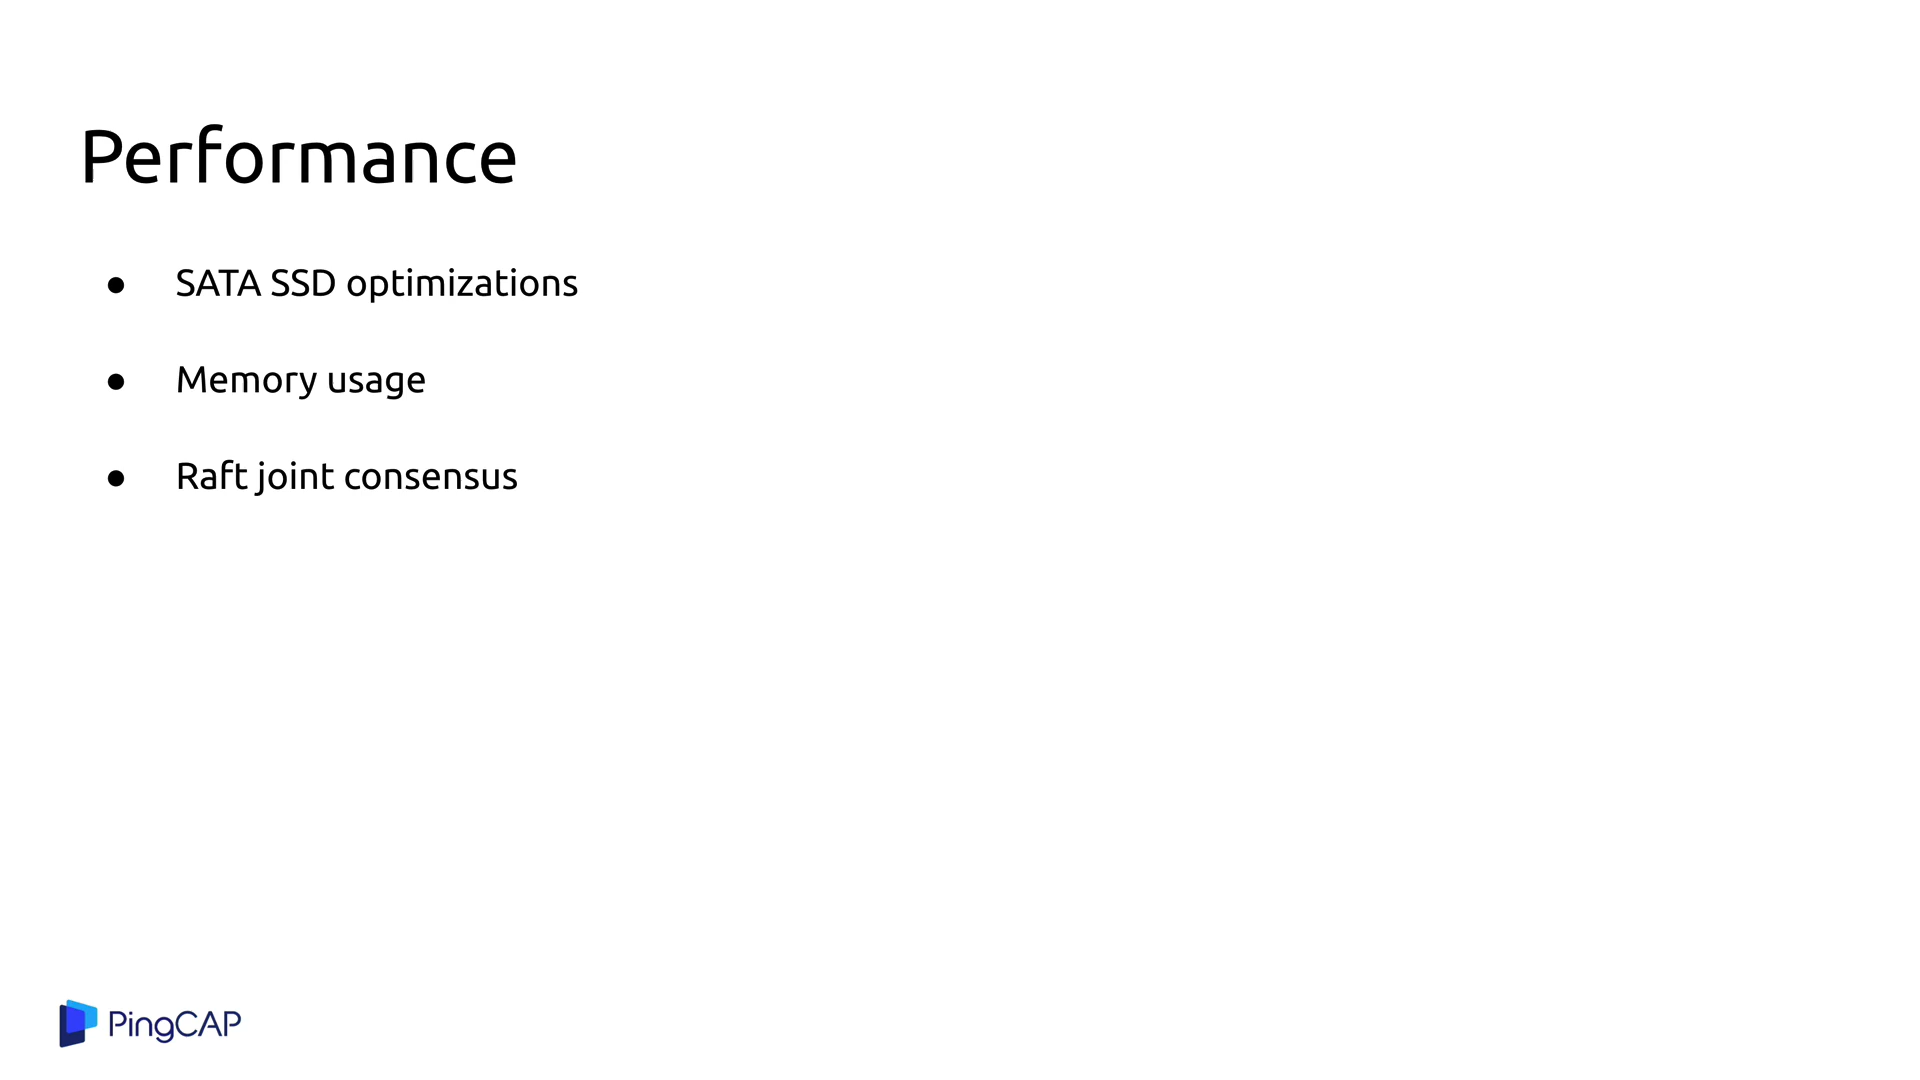 Performance
● SATA SSD optimizations
● Memory usage
● Raft joint consensus
PingCAP